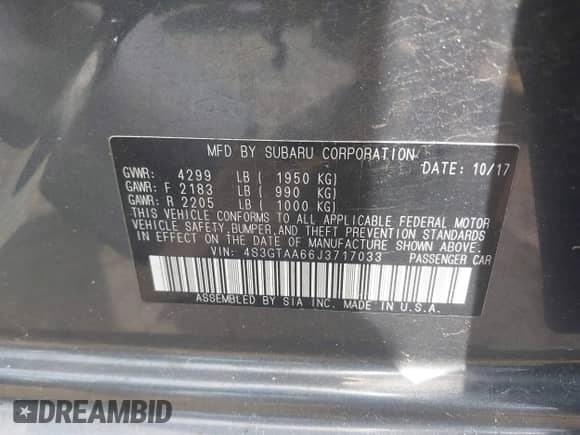 MFD BY SUBARU CORPORATION DATE: 10/17
GVWR: 4299 LB ( 1950 KG)
GAWR: F 2183 LB ( 990 KG)
GAWR: R 2205 LB ( 1000 KG)
THIS VEHICLE CONFORMS TO ALL APPLICABLE FEDERAL MOTOR
VEHICLE SAFETY, BUMPER, AND THEFT PREVENTION STANDARDS
IN EFFECT ON THE DATE OF MANUFACTURE SHOWN ABOVE.
VIN: 4S3GTAA66J3717033 PASSENGER CAR
ASSEMBLED BY SIA INC. MADE IN U.S.A.
DREAMBID